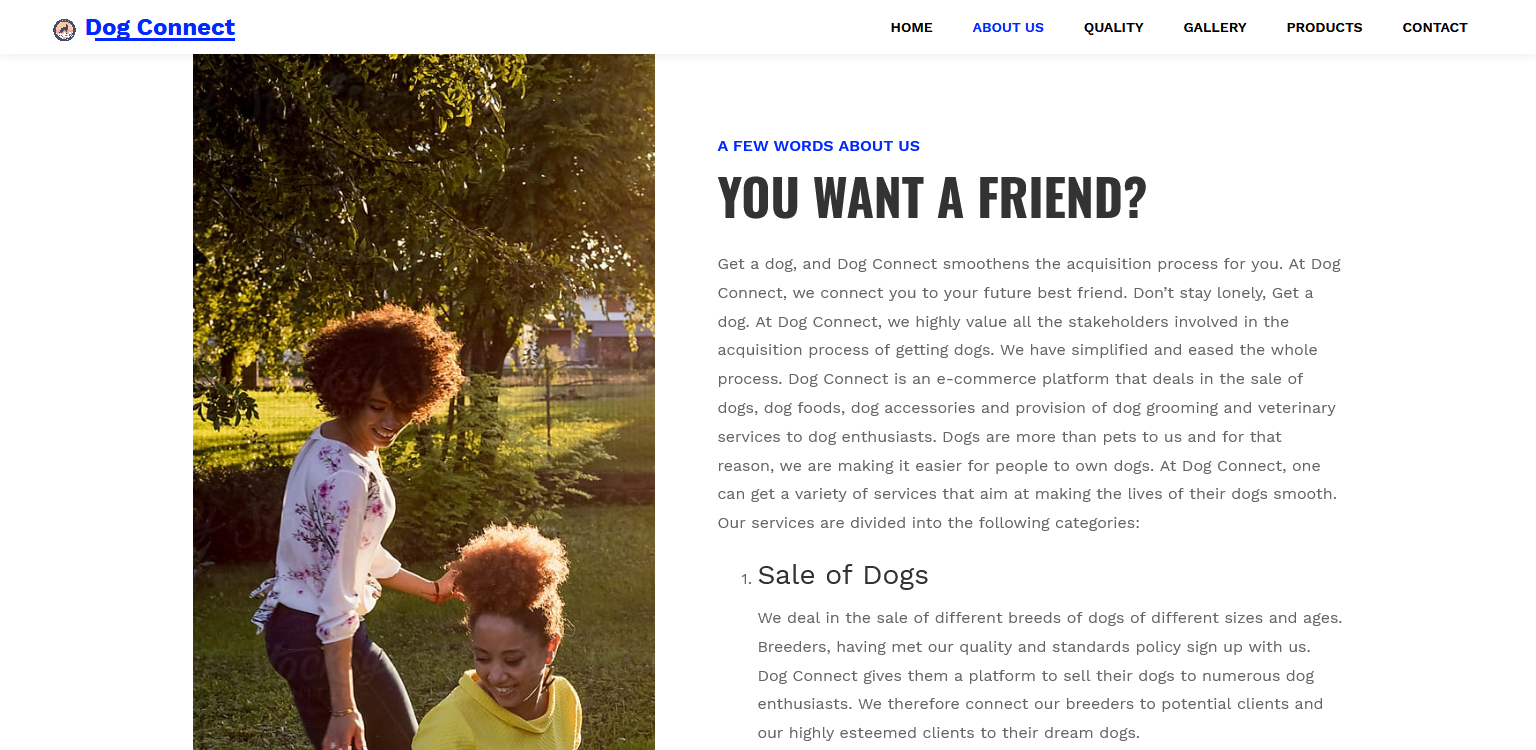 Dog Connect
HOME ABOUT US QUALITY GALLERY PRODUCTS CONTACT
A FEW WORDS ABOUT US
YOU WANT A FRIEND?
Get a dog, and Dog Connect smoothens the acquisition process for you. At Dog
Connect, we connect you to your future best friend. Don’t stay lonely, Get a
dog. At Dog Connect, we highly value all the stakeholders involved in the
acquisition process of getting dogs. We have simplified and eased the whole
process. Dog Connect is an e-commerce platform that deals in the sale of
dogs, dog foods, dog accessories and provision of dog grooming and veterinary
services to dog enthusiasts. Dogs are more than pets to us and for that
reason, we are making it easier for people to own dogs. At Dog Connect, one
can get a variety of services that aim at making the lives of their dogs smooth.
Our services are divided into the following categories:
1. Sale of Dogs
We deal in the sale of different breeds of dogs of different sizes and ages.
Breeders, having met our quality and standards policy sign up with us.
Dog Connect gives them a platform to sell their dogs to numerous dog
enthusiasts. We therefore connect our breeders to potential clients and
our highly esteemed clients to their dream dogs.